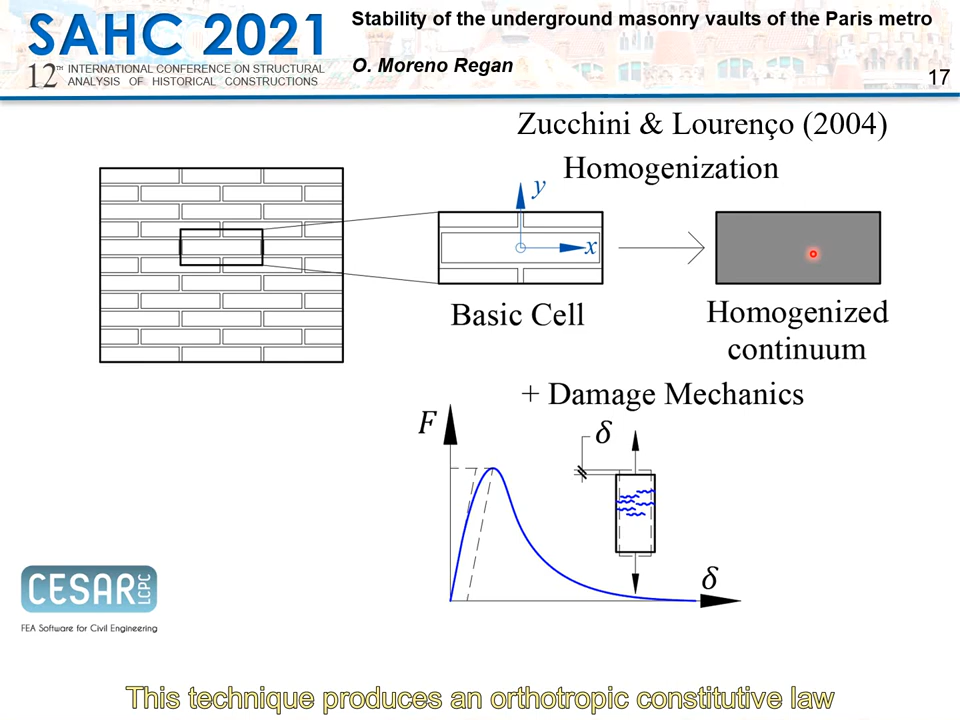 SAHC 2021
12TH INTERNATIONAL CONFERENCE ON STRUCTURAL
ANALYSIS OF HISTORICAL CONSTRUCTIONS
Stability of the underground masonry vaults of the Paris metro
O. Moreno Regan
17
Zucchini & Lourenço (2004)
Homogenization
y
x
Basic Cell
Homogenized
continuum
+ Damage Mechanics
F
δ
δ
CESAR LCPC
FEA Software for Civil Engineering
This technique produces an orthotropic constitutive law